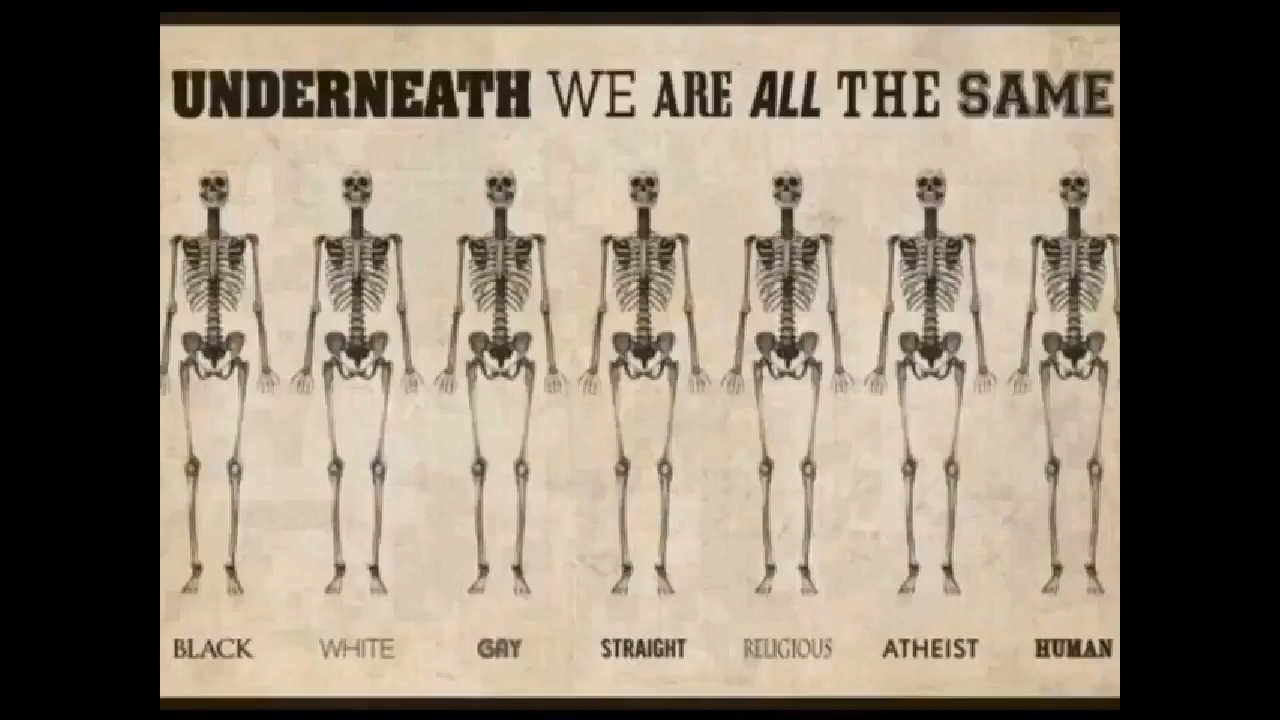 UNDERNEATH WE ARE ALL THE SAME
BLACK WHITE GAY STRAIGHT RELIGIOUS ATHEIST HUMAN